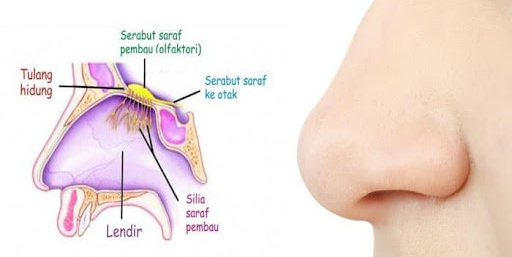 Serabut saraf
pembau (olfaktori)
Tulang
hidung
Serabut saraf
ke otak
Silia
saraf
pembau
Lendir